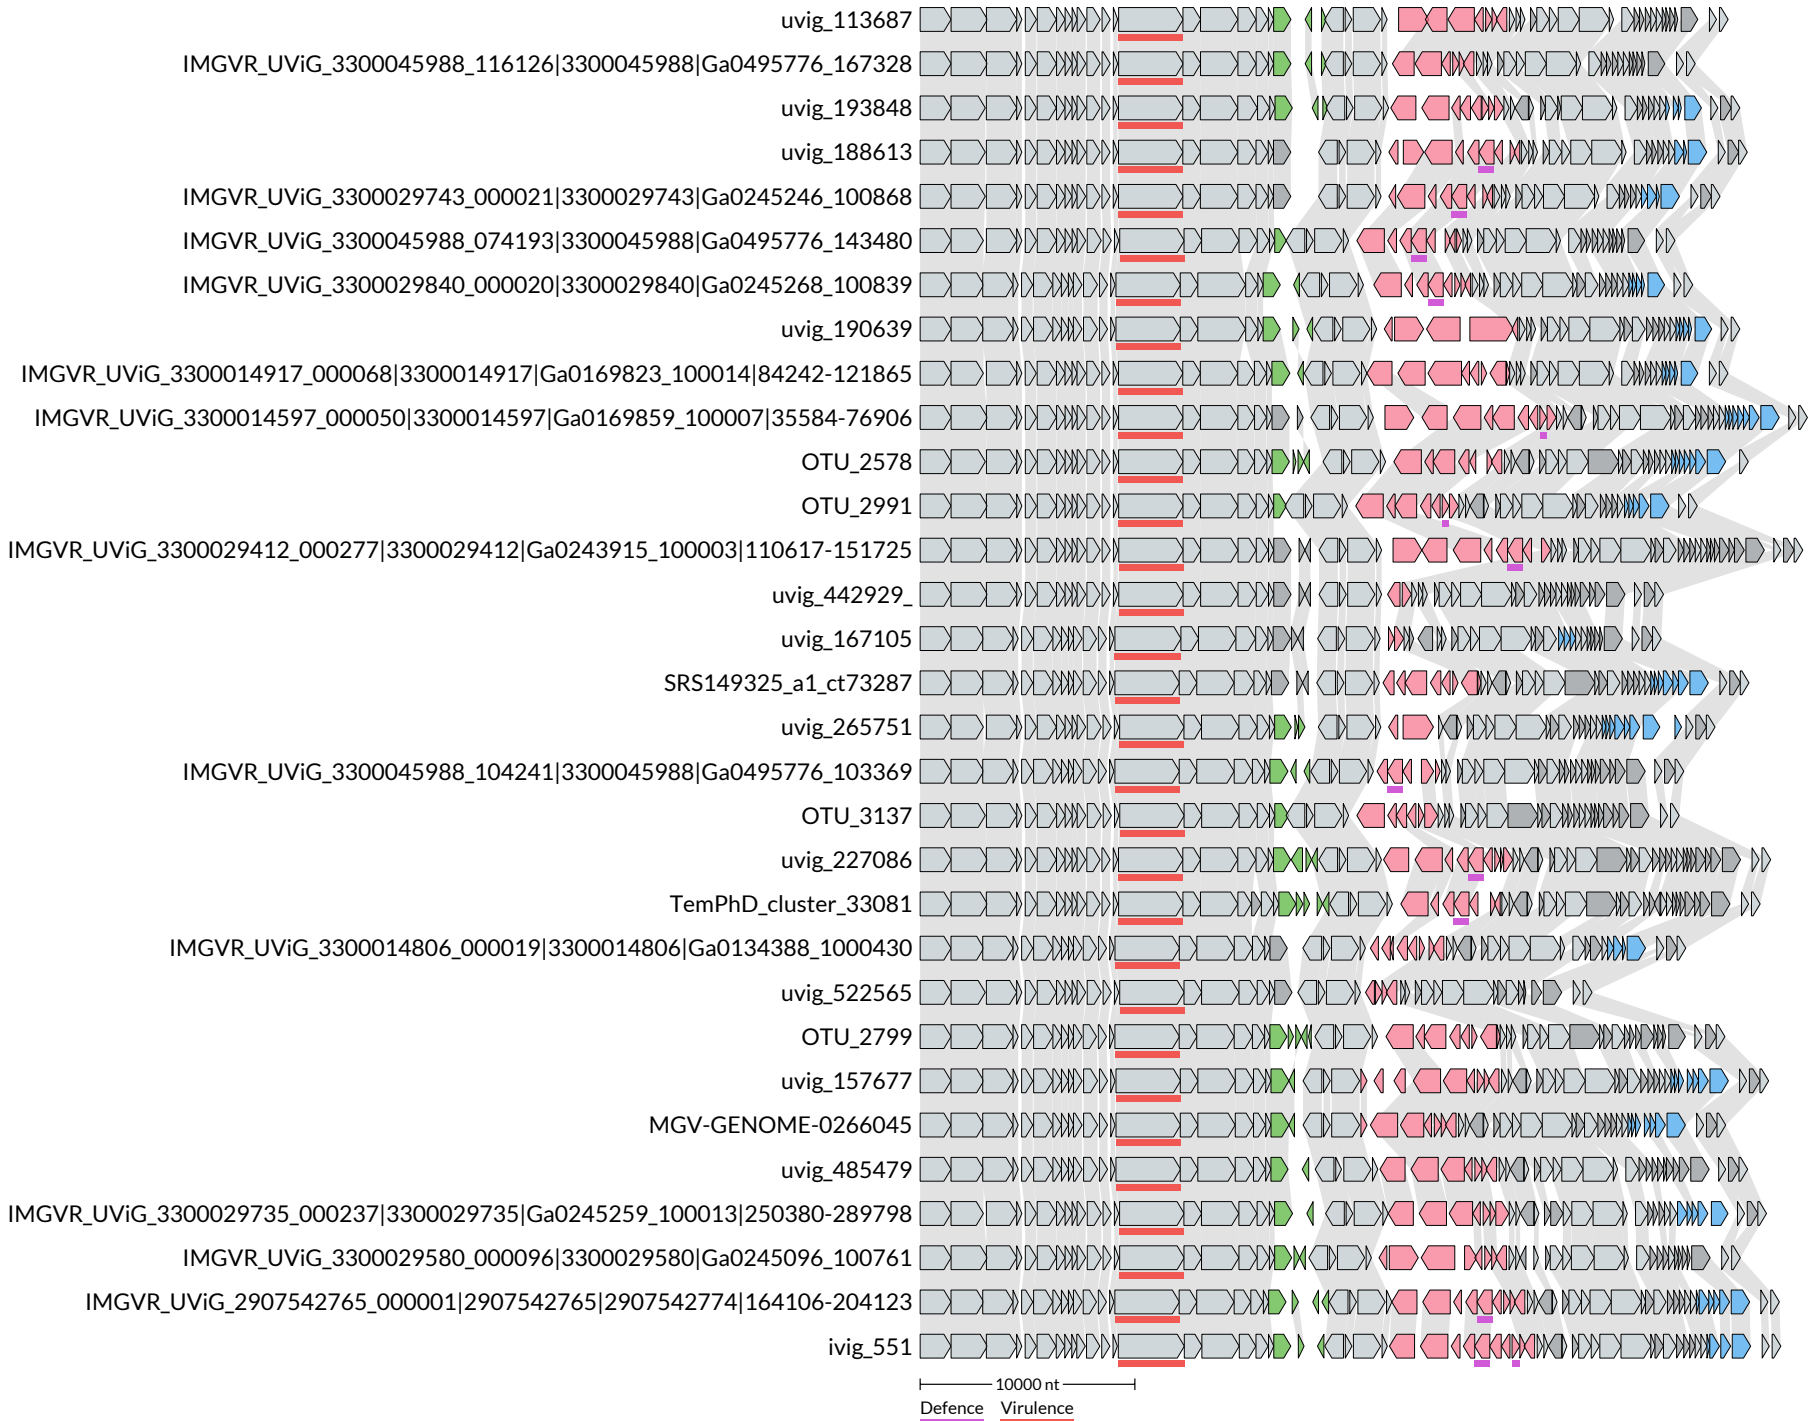 uvig_113687
IMGVR_UViG_3300045988_116126|3300045988|Ga0495776_167328
uvig_193848
uvig_188613
IMGVR_UViG_3300029743_000021|3300029743|Ga0245246_100868
IMGVR_UViG_3300045988_074193|3300045988|Ga0495776_143480
IMGVR_UViG_3300029840_000020|3300029840|Ga0245268_100839
uvig_190639
IMGVR_UViG_3300014917_000068|3300014917|Ga0169823_100014|84242-121865
IMGVR_UViG_3300014597_000050|3300014597|Ga0169859_100007|35584-76906
OTU_2578
OTU_2991
IMGVR_UViG_3300029412_000277|3300029412|Ga0243915_100003|110617-151725
uvig_442929_
uvig_167105
SRS149325_a1_ct73287
uvig_265751
IMGVR_UViG_3300045988_104241|3300045988|Ga0495776_103369
OTU_3137
uvig_227086
TemPhD_cluster_33081
IMGVR_UViG_3300014806_000019|3300014806|Ga0134388_1000430
uvig_522565
OTU_2799
uvig_157677
MGV-GENOME-0266045
uvig_485479
IMGVR_UViG_3300029735_000237|3300029735|Ga0245259_100013|250380-289798
IMGVR_UViG_3300029580_000096|3300029580|Ga0245096_100761
IMGVR_UViG_2907542765_000001|2907542765|2907542774|164106-204123
ivig_551
10000 nt
Defence Virulence